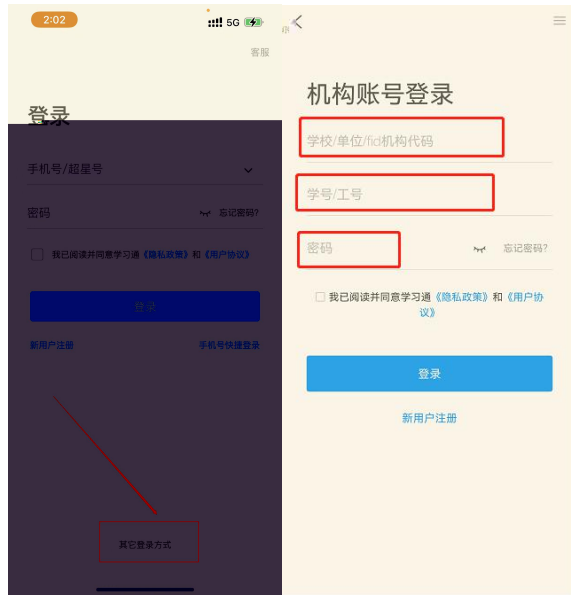 2:02
5G
客服
登录
手机号/超星号
密码
忘记密码?
我已阅读并同意学习通《隐私政策》和《用户协议》
登录
新用户注册
手机号快捷登录
其它登录方式
机构账号登录
学校/单位/fid机构代码
学号/工号
密码
忘记密码?
我已阅读并同意学习通《隐私政策》和《用户协
议》
登录
新用户注册